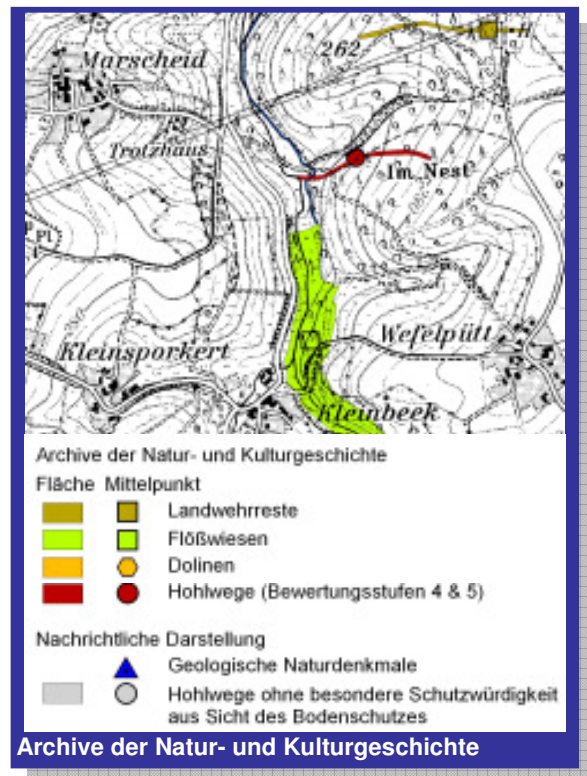 262
Marscheid
Trotzhaus
Im Nest
Pl.
Wefelpütt
Kleinsporkert
Kleinbeek
Archive der Natur- und Kulturgeschichte
Fläche Mittelpunkt
Landwehrreste
Flößwiesen
Dolinen
Hohlwege (Bewertungsstufen 4 & 5)
Nachrichtliche Darstellung
Geologische Naturdenkmale
Hohlwege ohne besondere Schutzwürdigkeit
aus Sicht des Bodenschutzes
Archive der Natur- und Kulturgeschichte